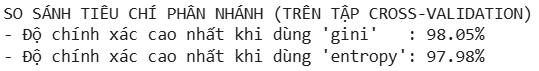 SO SÁNH TIÊU CHÍ PHÂN NHÁNH (TRÊN TẬP CROSS-VALIDATION)
- Độ chính xác cao nhất khi dùng 'gini'   : 98.05%
- Độ chính xác cao nhất khi dùng 'entropy' : 97.98%